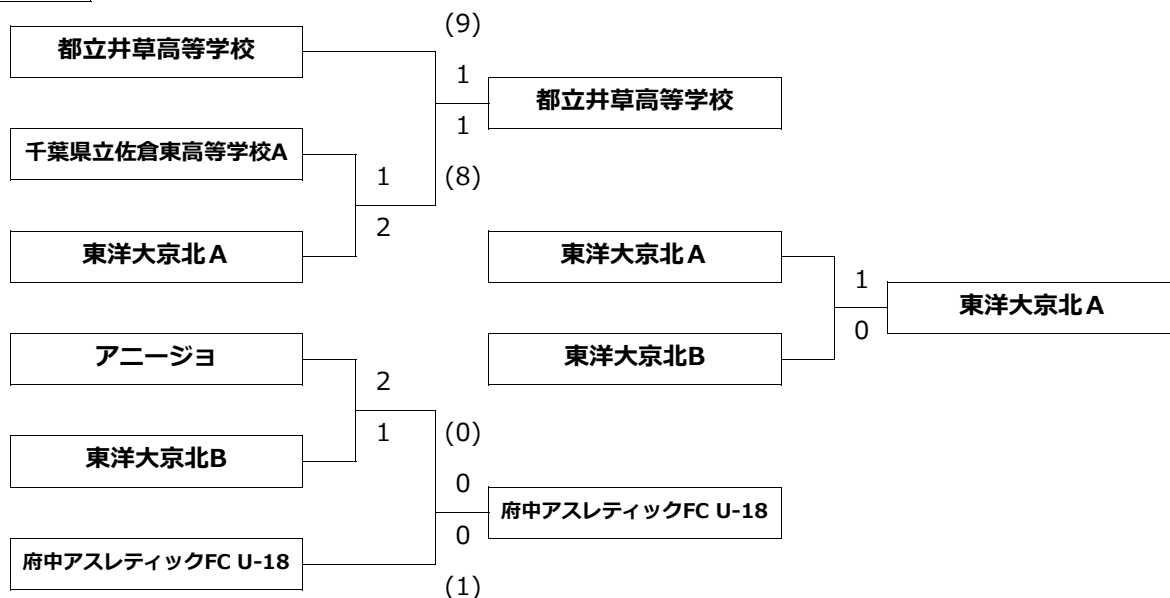 (9)
都立井草高等学校
1
都立井草高等学校
1
千葉県立佐倉東高等学校A
1
(8)
2
東洋大京北A
東洋大京北A
1
東洋大京北A
0
アニージョ
東洋大京北B
2
1
(0)
東洋大京北B
0
府中アスレティックFC U-18
0
府中アスレティックFC U-18
(1)